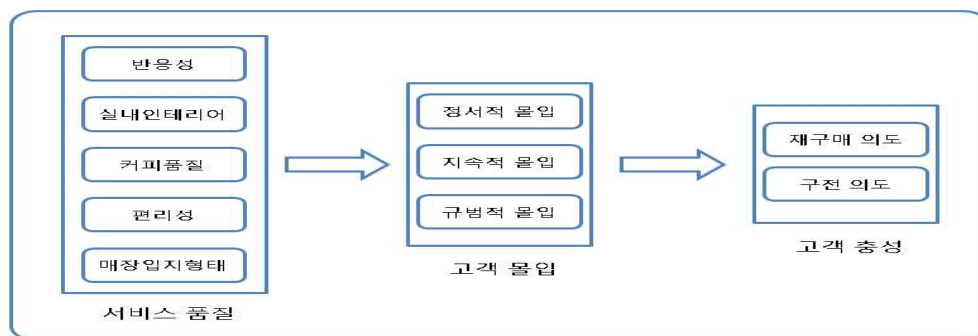 반응성
실내인테리어
커피품질
편리성
매장입지형태
서비스 품질
정서적 몰입
지속적 몰입
규범적 몰입
고객 몰입
재구매 의도
구전 의도
고객 충성